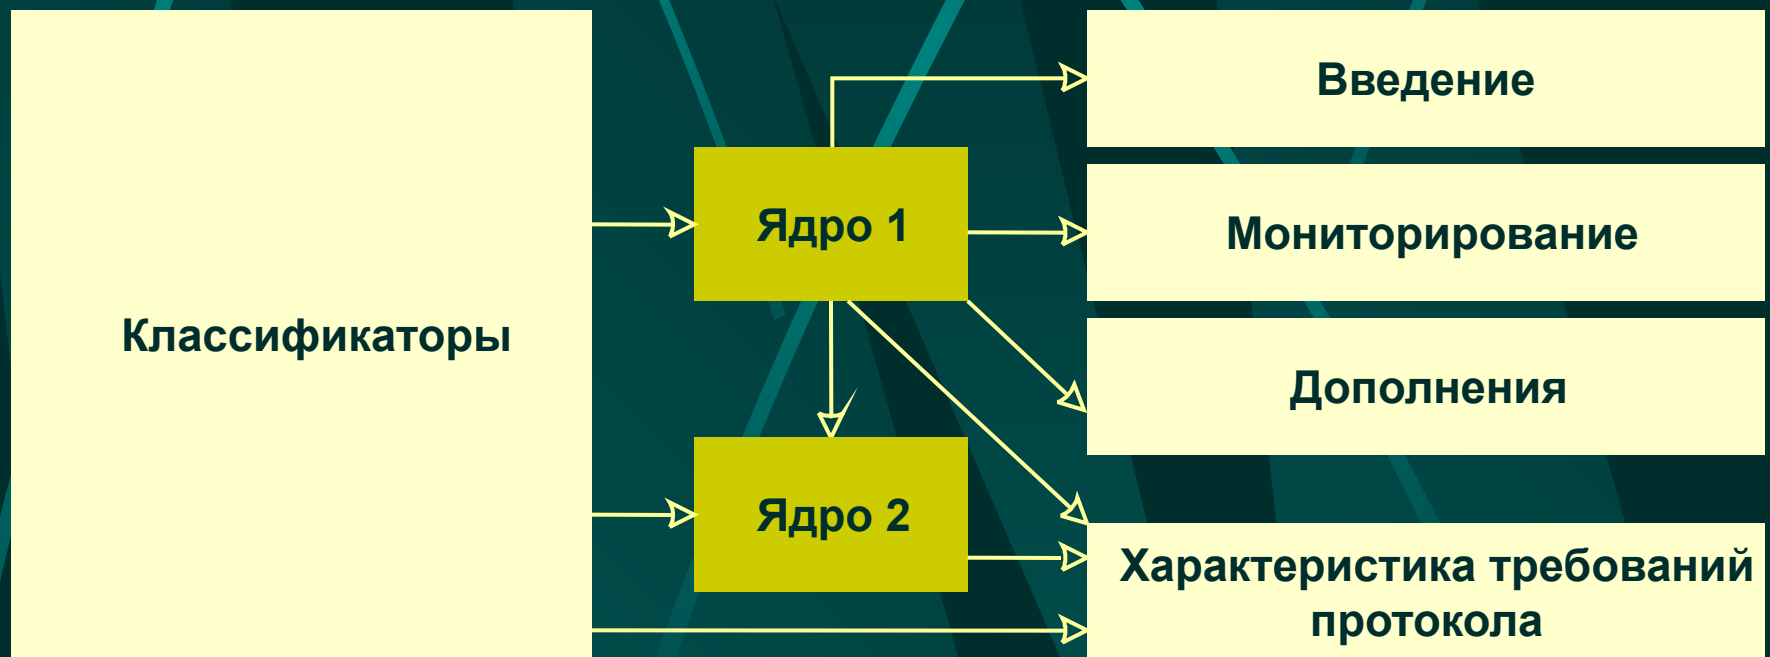 Классификаторы
Ядро 1
Ядро 2
Введение
Мониторирование
Дополнения
Характеристика требований
протокола